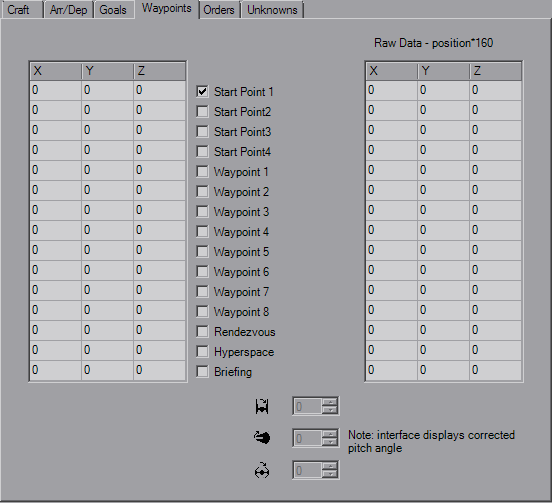 Craft Arr/Dep Goals Waypoints Orders Unknowns
Raw Data - position*160
X Y Z X Y Z
0 0 0 Start Point 1 0 0 0
0 0 0 Start Point2 0 0 0
0 0 0 Start Point3 0 0 0
0 0 0 Start Point4 0 0 0
0 0 0 Waypoint 1 0 0 0
0 0 0 Waypoint 2 0 0 0
0 0 0 Waypoint 3 0 0 0
0 0 0 Waypoint 4 0 0 0
0 0 0 Waypoint 5 0 0 0
0 0 0 Waypoint 6 0 0 0
0 0 0 Waypoint 7 0 0 0
0 0 0 Waypoint 8 0 0 0
0 0 0 Rendezvous 0 0 0
0 0 0 Hyperspace 0 0 0
0 0 0 Briefing 0 0 0
0
0 Note: interface displays corrected
pitch angle
0